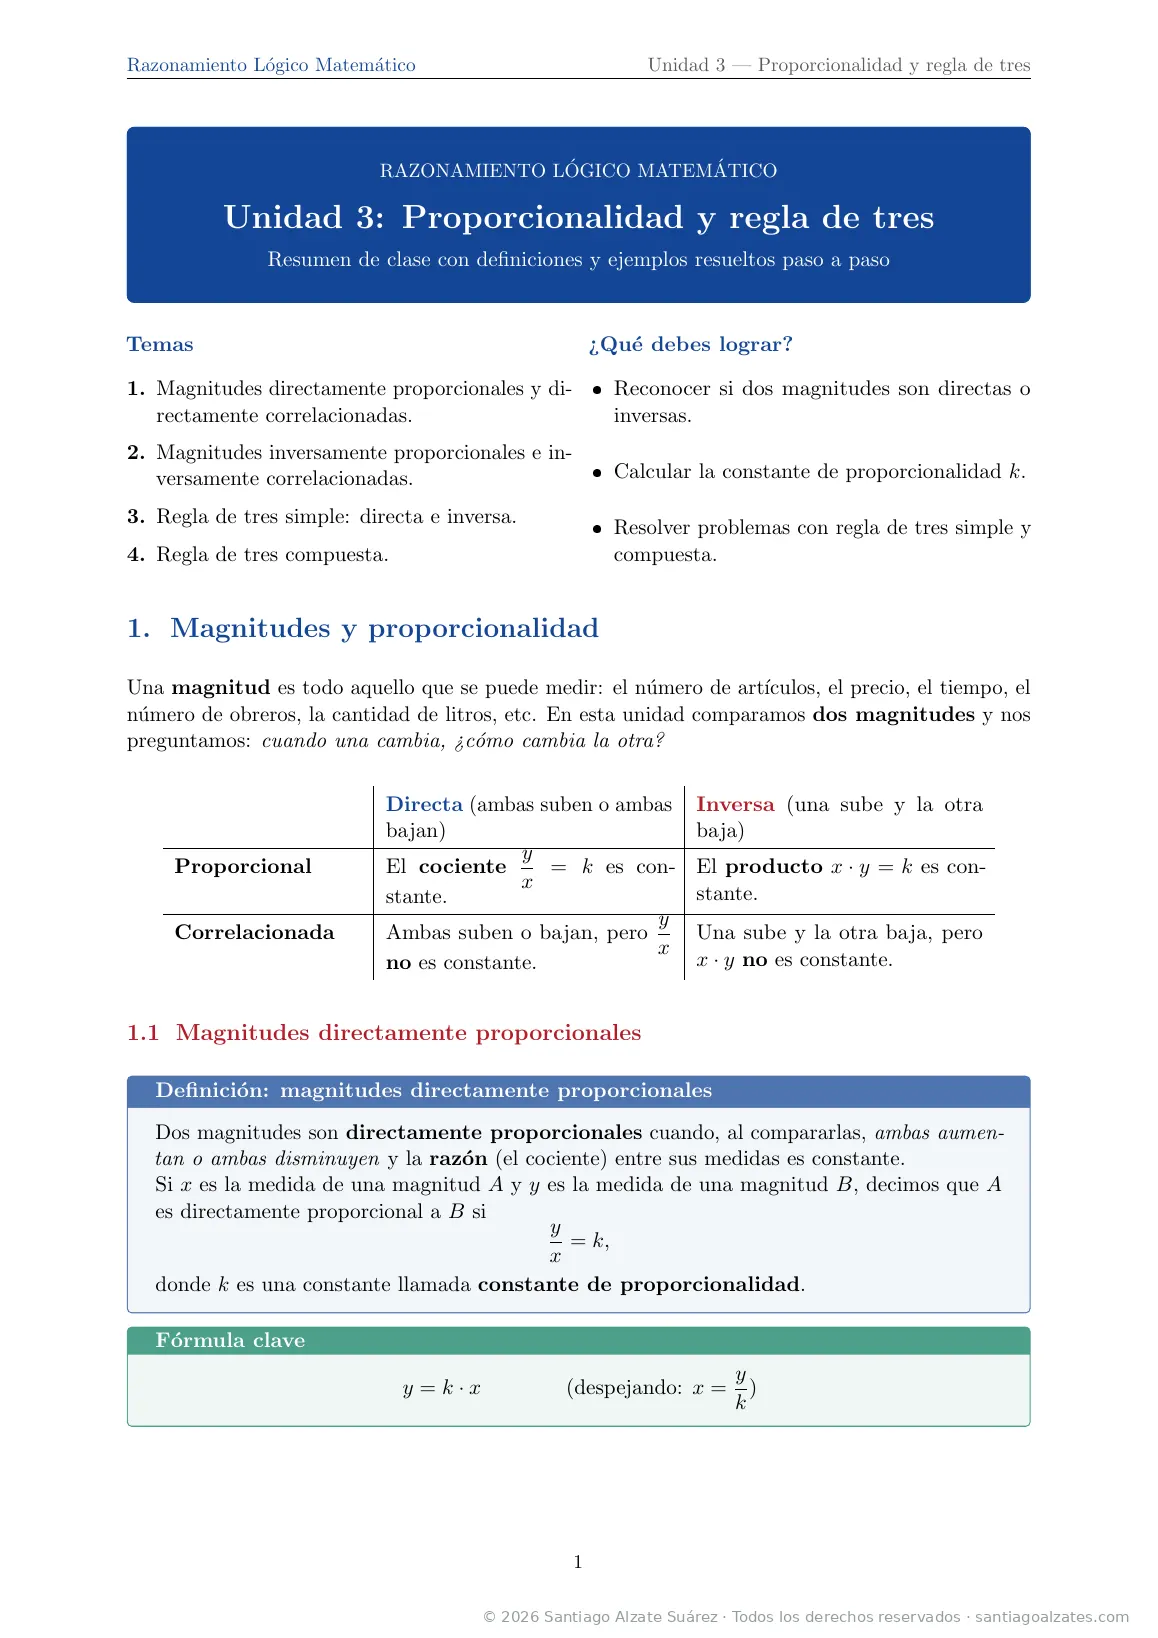 Razonamiento Lógico Matemático Unidad 3 — Proporcionalidad y regla de tres
RAZONAMIENTO LÓGICO MATEMÁTICO
Unidad 3: Proporcionalidad y regla de tres
Resumen de clase con definiciones y ejemplos resueltos paso a paso
Temas
1. Magnitudes directamente proporcionales y di-
rectamente correlacionadas.
2. Magnitudes inversamente proporcionales e in-
versamente correlacionadas.
3. Regla de tres simple: directa e inversa.
4. Regla de tres compuesta.
¿Qué debes lograr?
• Reconocer si dos magnitudes son directas o
inversas.
• Calcular la constante de proporcionalidad k.
• Resolver problemas con regla de tres simple y
compuesta.
1. Magnitudes y proporcionalidad
Una magnitud es todo aquello que se puede medir: el número de artículos, el precio, el tiempo, el
número de obreros, la cantidad de litros, etc. En esta unidad comparamos dos magnitudes y nos
preguntamos: cuando una cambia, ¿cómo cambia la otra?
Directa (ambas suben o ambas
bajan)
Inversa (una sube y la otra
baja)
Proporcional
El cociente y/x = k es con-
stante.
El producto x · y = k es con-
stante.
Correlacionada
Ambas suben o bajan, pero y/x
no es constante.
Una sube y la otra baja, pero
x · y no es constante.
1.1 Magnitudes directamente proporcionales
Definición: magnitudes directamente proporcionales
Dos magnitudes son directamente proporcionales cuando, al compararlas, ambas aumen-
tan o ambas disminuyen y la razón (el cociente) entre sus medidas es constante.
Si x es la medida de una magnitud A y y es la medida de una magnitud B, decimos que A
es directamente proporcional a B si
y/x = k,
donde k es una constante llamada constante de proporcionalidad.
Fórmula clave
y = k · x (despejando: x = y/k)
1
© 2026 Santiago Alzate Suárez · Todos los derechos reservados · santiagoalzates.com